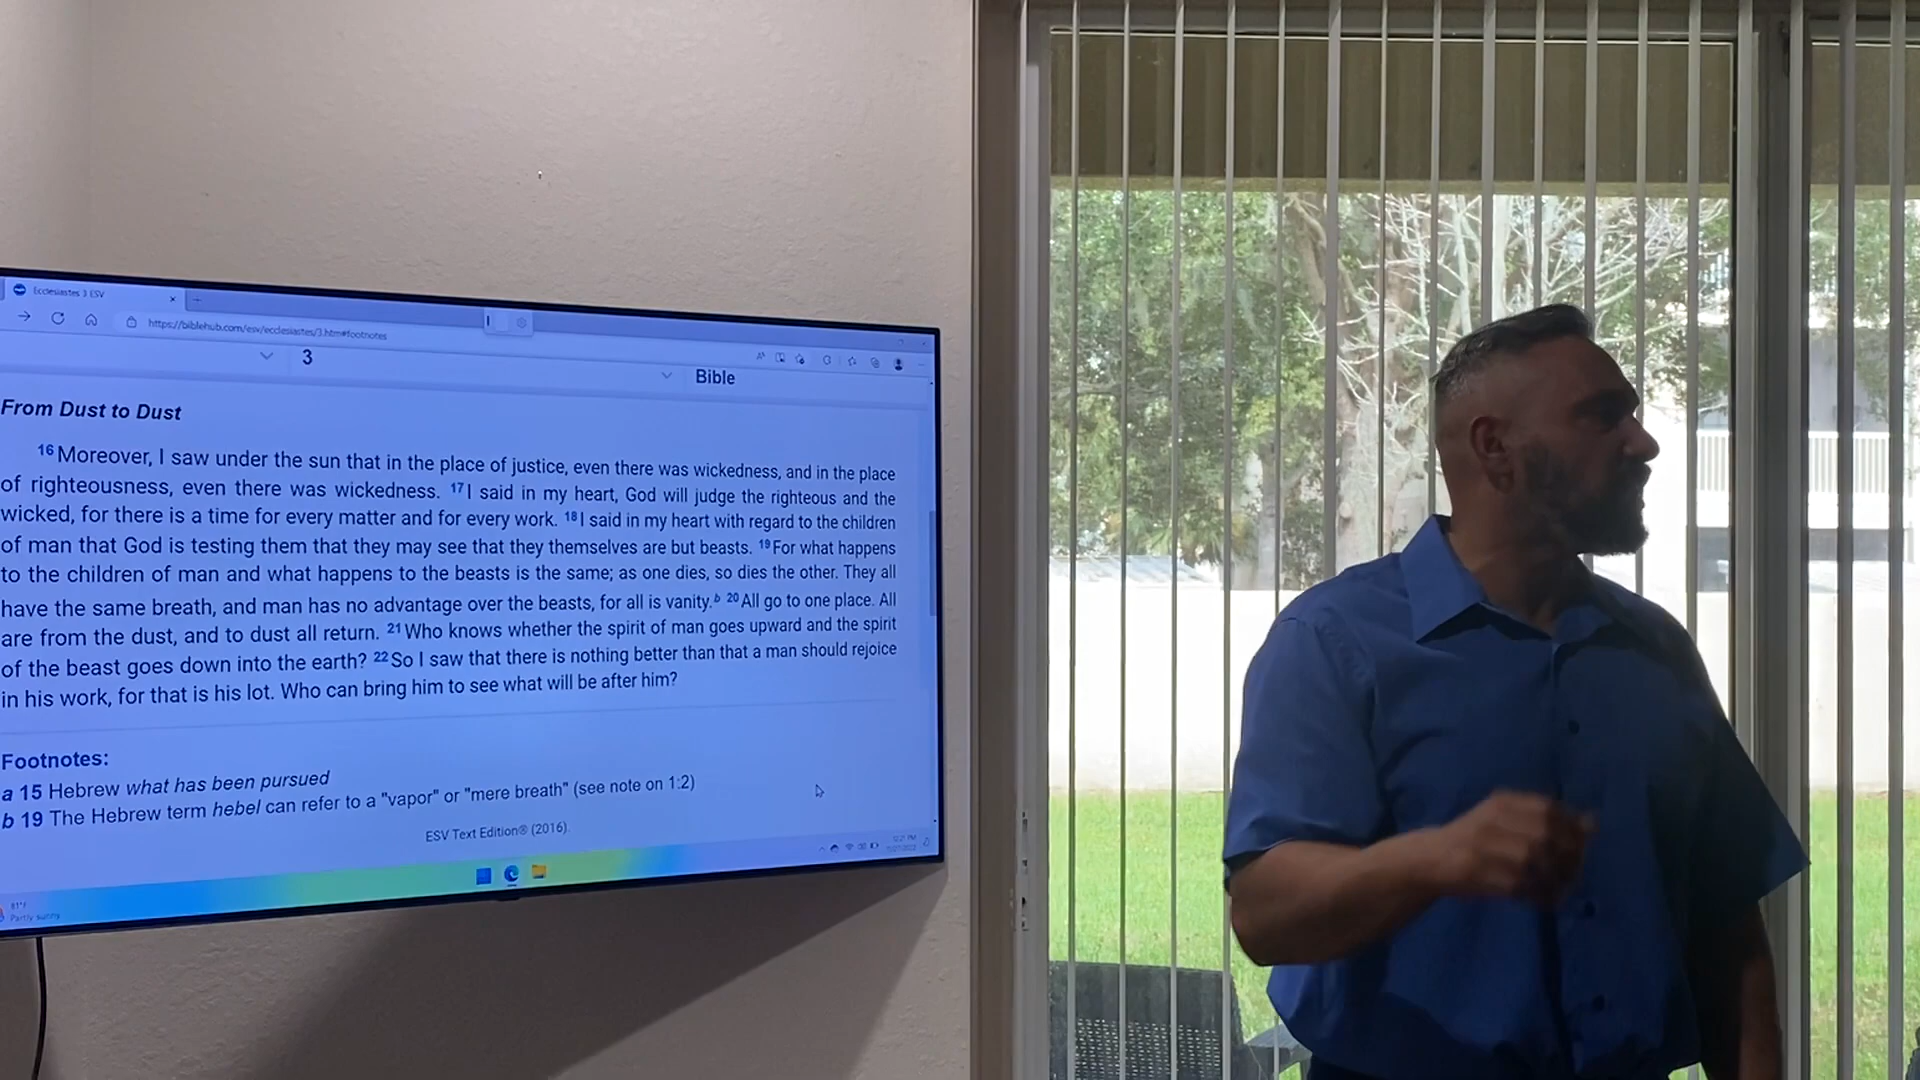 Ecclesiastes 3 ESV
https://biblehub.com/esv/ecclesiastes/3.htm#footnotes
3
Bible
From Dust to Dust
16 Moreover, I saw under the sun that in the place of justice, even there was wickedness, and in the place
of righteousness, even there was wickedness. 17 I said in my heart, God will judge the righteous and the
wicked, for there is a time for every matter and for every work. 18 I said in my heart with regard to the children
of man that God is testing them that they may see that they themselves are but beasts. 19 For what happens
to the children of man and what happens to the beasts is the same; as one dies, so dies the other. They all
have the same breath, and man has no advantage over the beasts, for all is vanity.b 20 All go to one place. All
are from the dust, and to dust all return. 21 Who knows whether the spirit of man goes upward and the spirit
of the beast goes down into the earth? 22 So I saw that there is nothing better than that a man should rejoice
in his work, for that is his lot. Who can bring him to see what will be after him?
Footnotes:
a 15 Hebrew what has been pursued
b 19 The Hebrew term hebel can refer to a "vapor" or "mere breath" (see note on 1:2)
ESV Text Edition® (2016).
81°F
Partly sunny